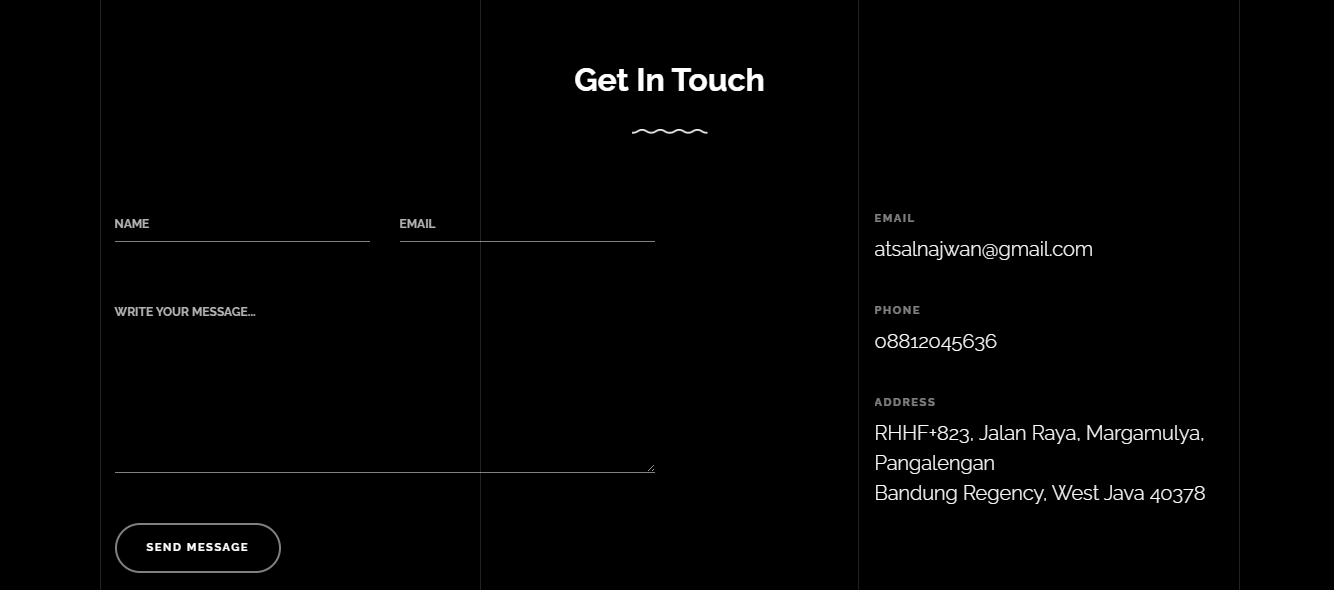 Get In Touch
NAME
EMAIL
WRITE YOUR MESSAGE...
SEND MESSAGE
EMAIL
atsalnajwan@gmail.com
PHONE
08812045636
ADDRESS
RHHF+823, Jalan Raya, Margamulya,
Pangalengan
Bandung Regency, West Java 40378